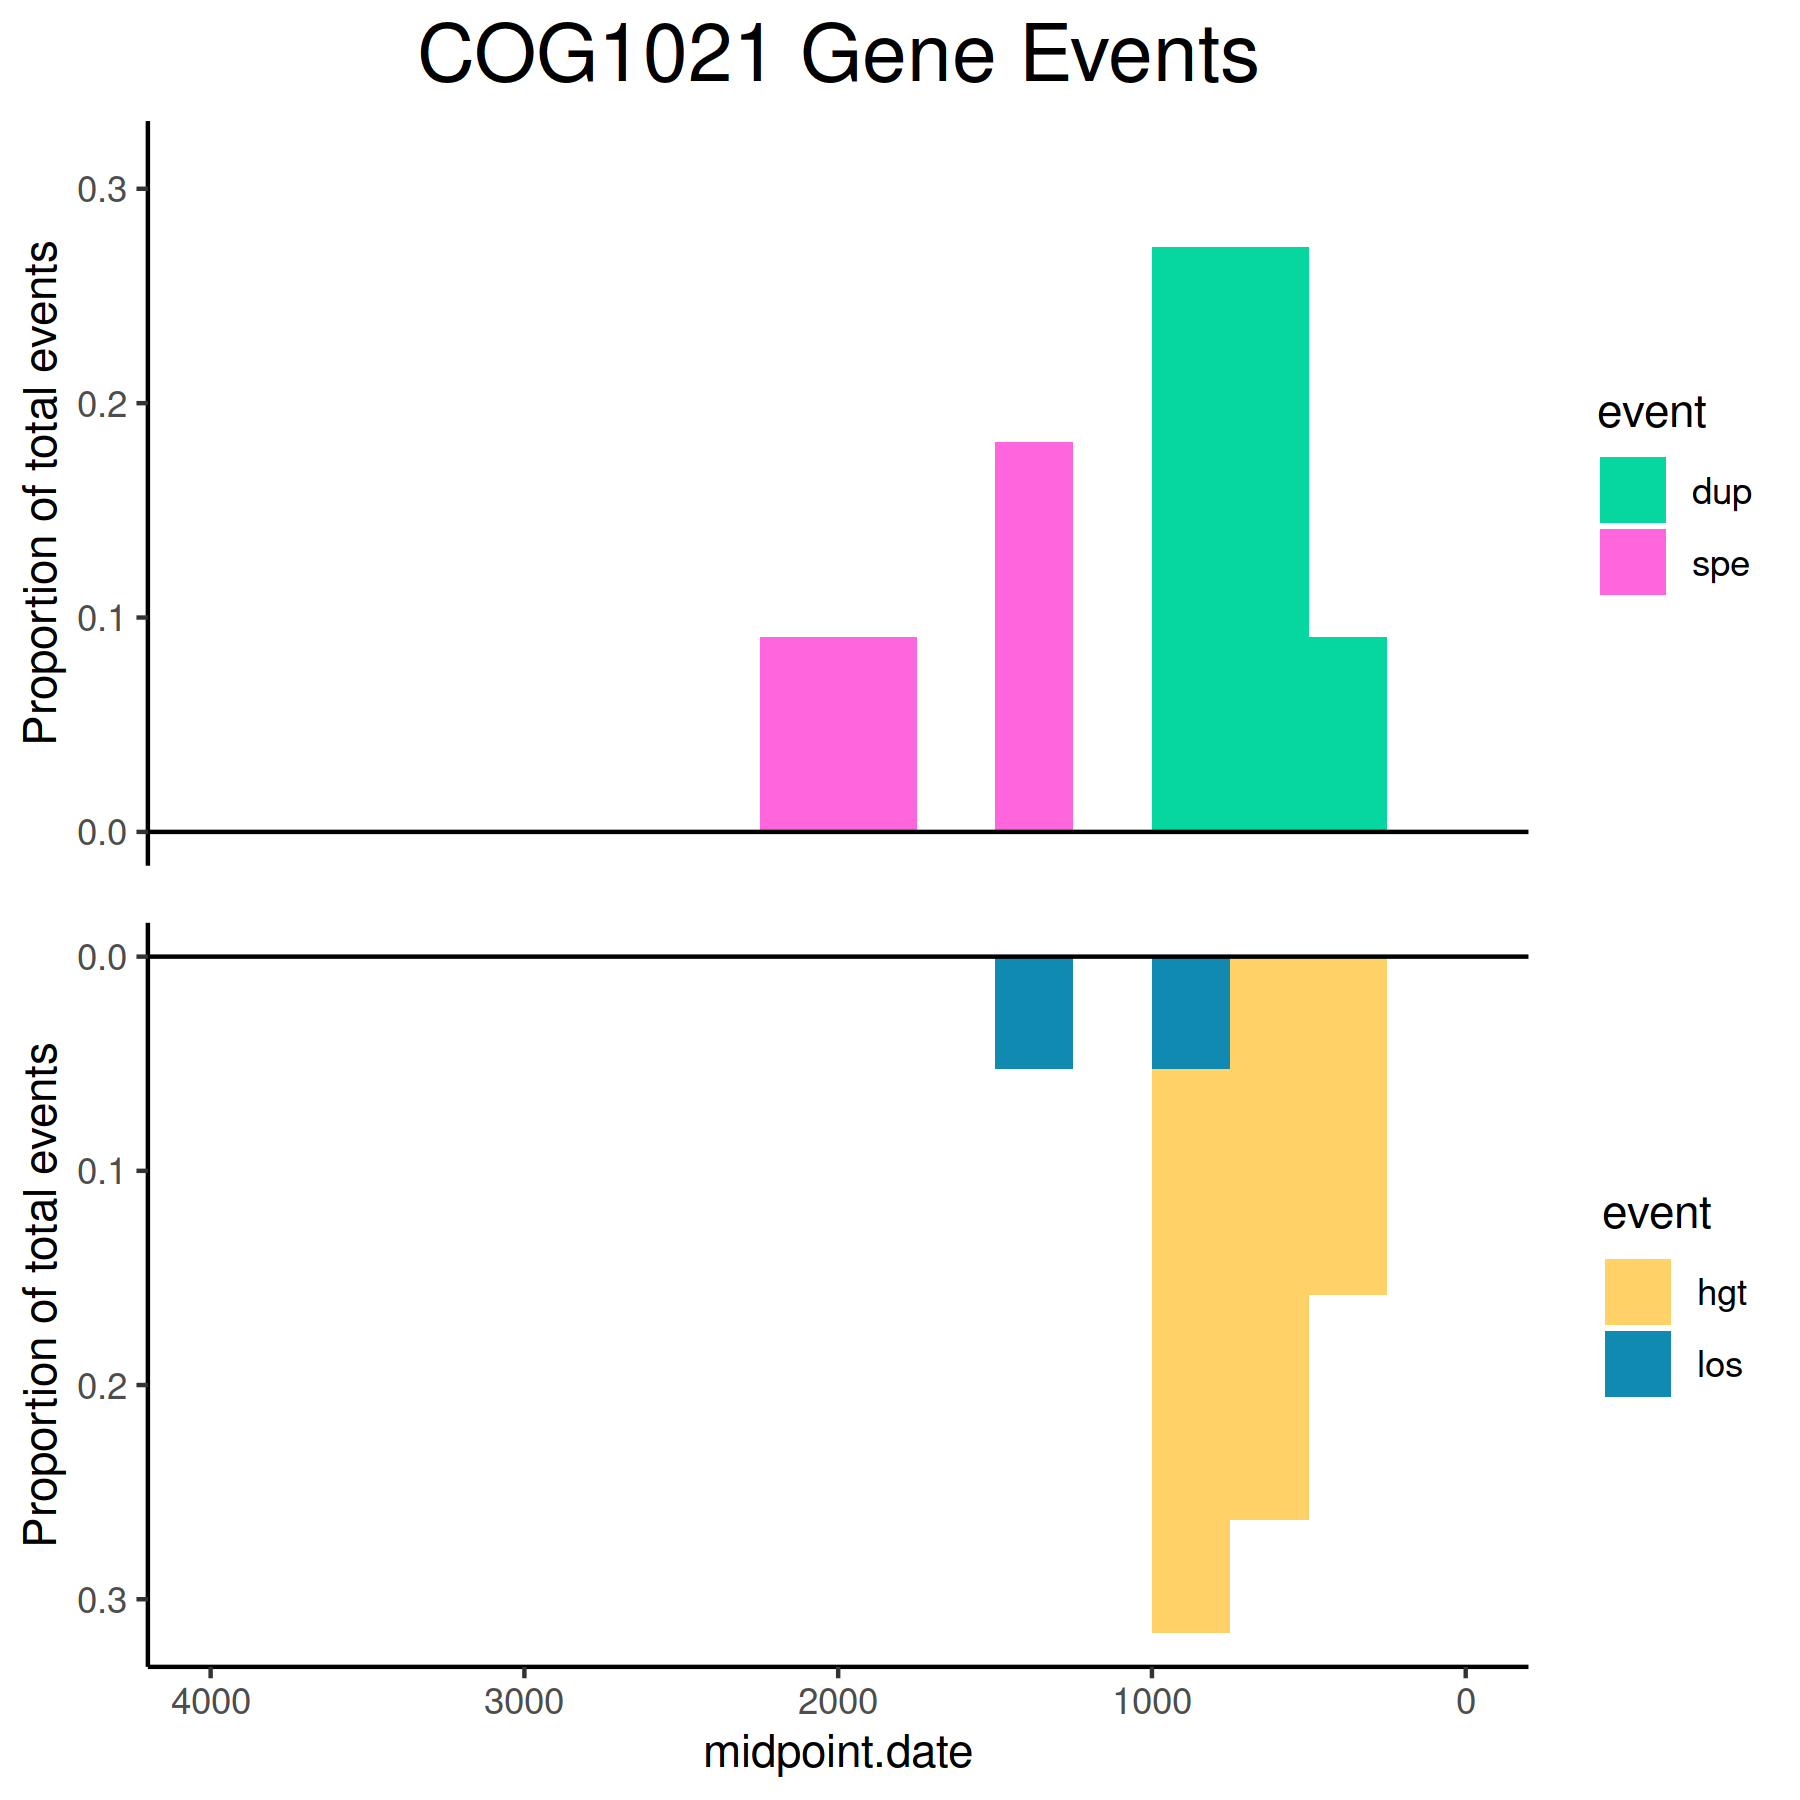 COG1021 Gene Events
Proportion of total events
0.3
0.2
0.1
0.0
event
dup
spe
Proportion of total events
0.0
0.1
0.2
0.3
event
hgt
los
4000 3000 2000 1000 0
midpoint.date